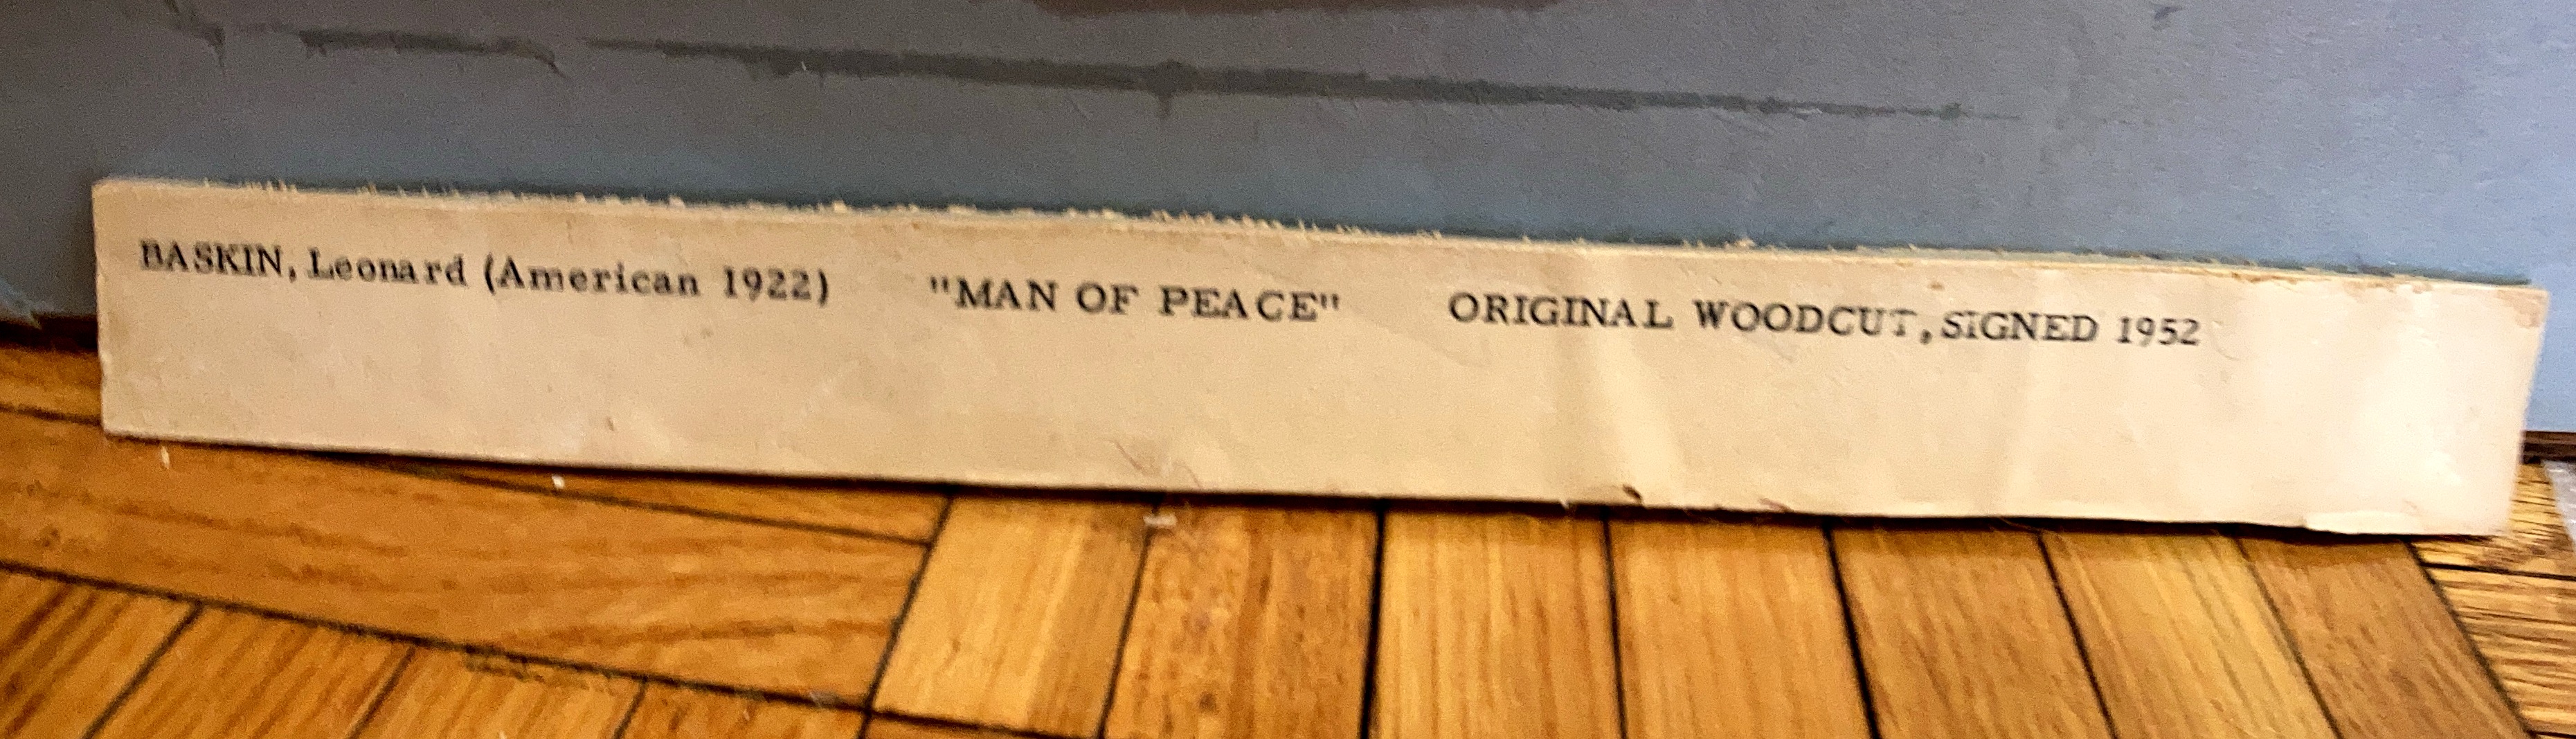 BASKIN, Leonard (American 1922) "MAN OF PEACE" ORIGINAL WOODCUT, SIGNED 1952